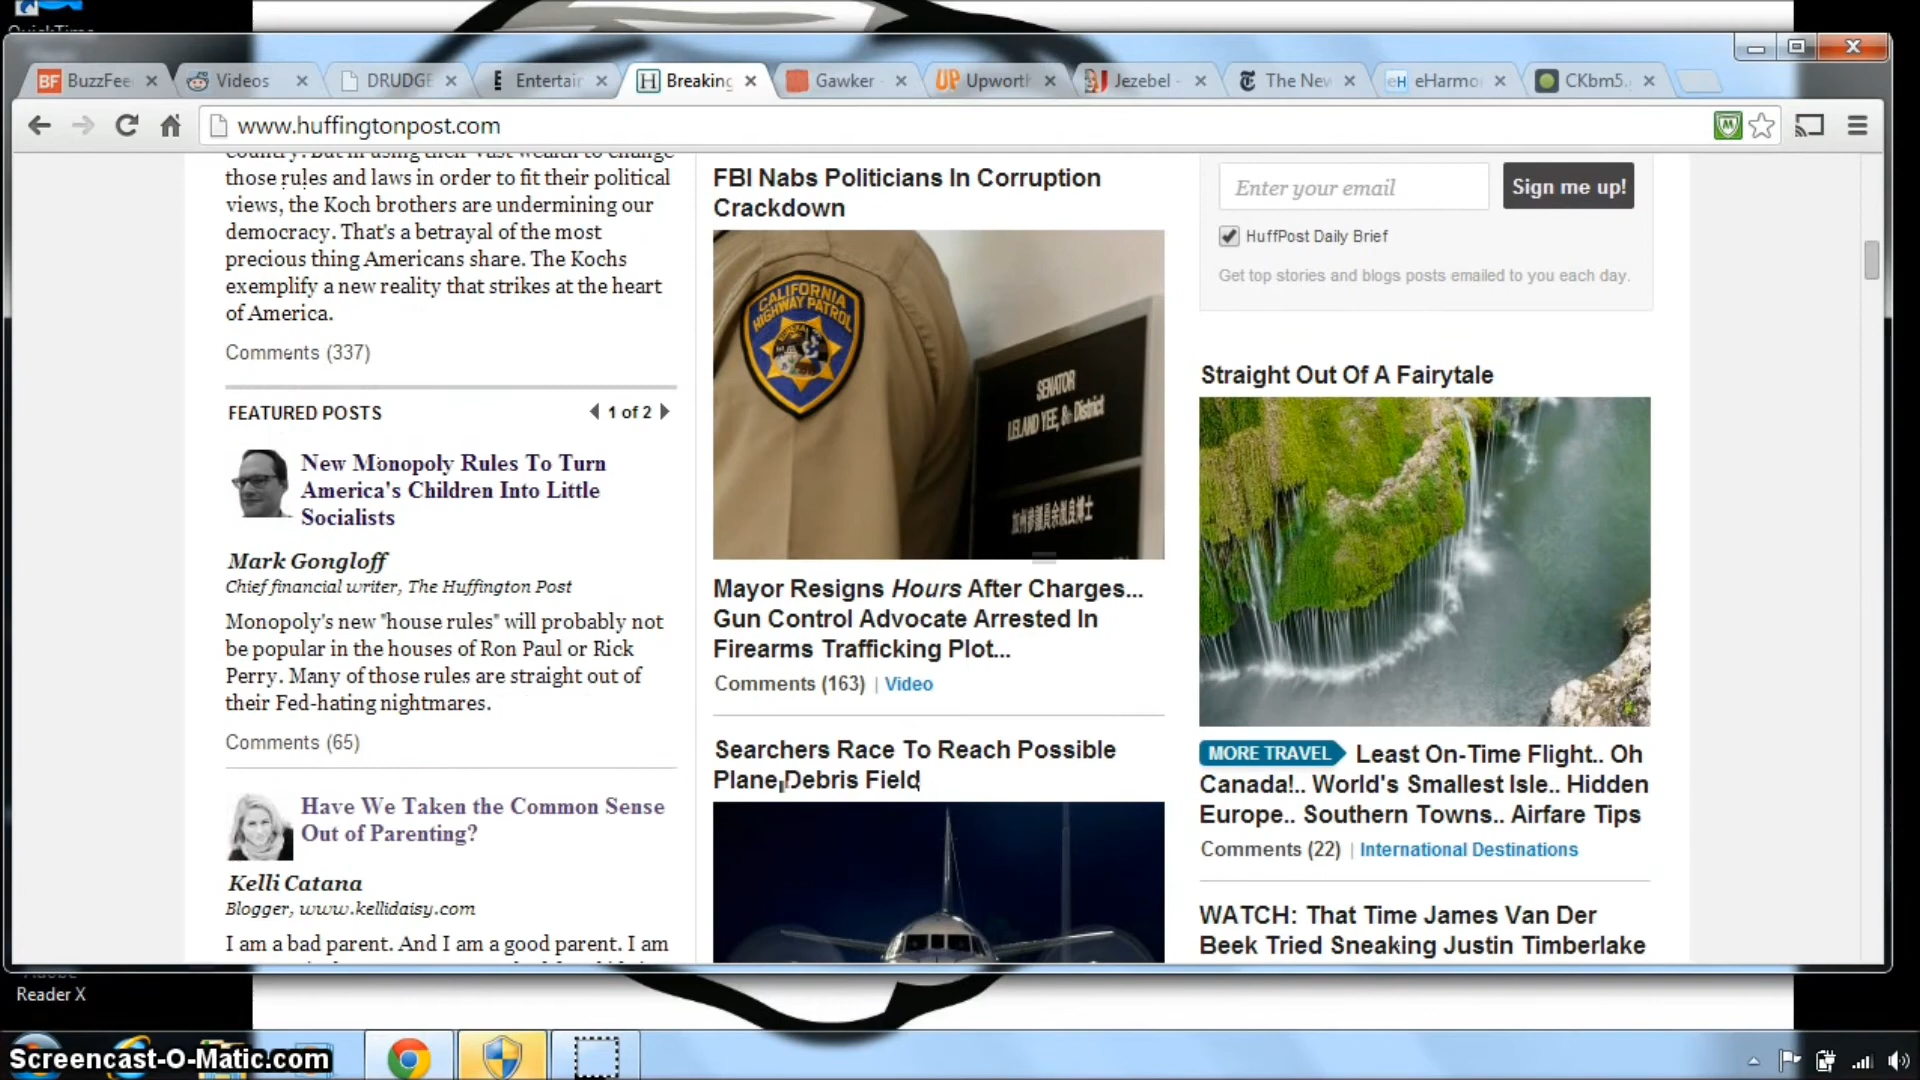 BuzzFee
Videos
DRUDGE
Entertain
Breaking
Gawker -
Upworth
Jezebel -
The New
eHarmo
CKbm5.
www.huffingtonpost.com
country. But in using their vast wealth to change
those rules and laws in order to fit their political
views, the Koch brothers are undermining our
democracy. That's a betrayal of the most
precious thing Americans share. The Kochs
exemplify a new reality that strikes at the heart
of America.
Comments (337)
FEATURED POSTS
1 of 2
New Monopoly Rules To Turn
America's Children Into Little
Socialists
Mark Gongloff
Chief financial writer, The Huffington Post
Monopoly's new "house rules" will probably not
be popular in the houses of Ron Paul or Rick
Perry. Many of those rules are straight out of
their Fed-hating nightmares.
Comments (65)
Have We Taken the Common Sense
Out of Parenting?
Kelli Catana
Blogger, www.kellidaisy.com
I am a bad parent. And I am a good parent. I am
FBI Nabs Politicians In Corruption
Crackdown
CALIFORNIA
HIGHWAY PATROL
EUREKA
SENATOR
LELAND YEE, 8th District
加州參議員余胤良博士
Mayor Resigns Hours After Charges...
Gun Control Advocate Arrested In
Firearms Trafficking Plot...
Comments (163) | Video
Searchers Race To Reach Possible
Plane Debris Field
Enter your email
Sign me up!
HuffPost Daily Brief
Get top stories and blogs posts emailed to you each day.
Straight Out Of A Fairytale
MORE TRAVEL Least On-Time Flight.. Oh
Canada!.. World's Smallest Isle.. Hidden
Europe.. Southern Towns.. Airfare Tips
Comments (22) | International Destinations
WATCH: That Time James Van Der
Beek Tried Sneaking Justin Timberlake
Reader X
Screencast-O-Matic.com